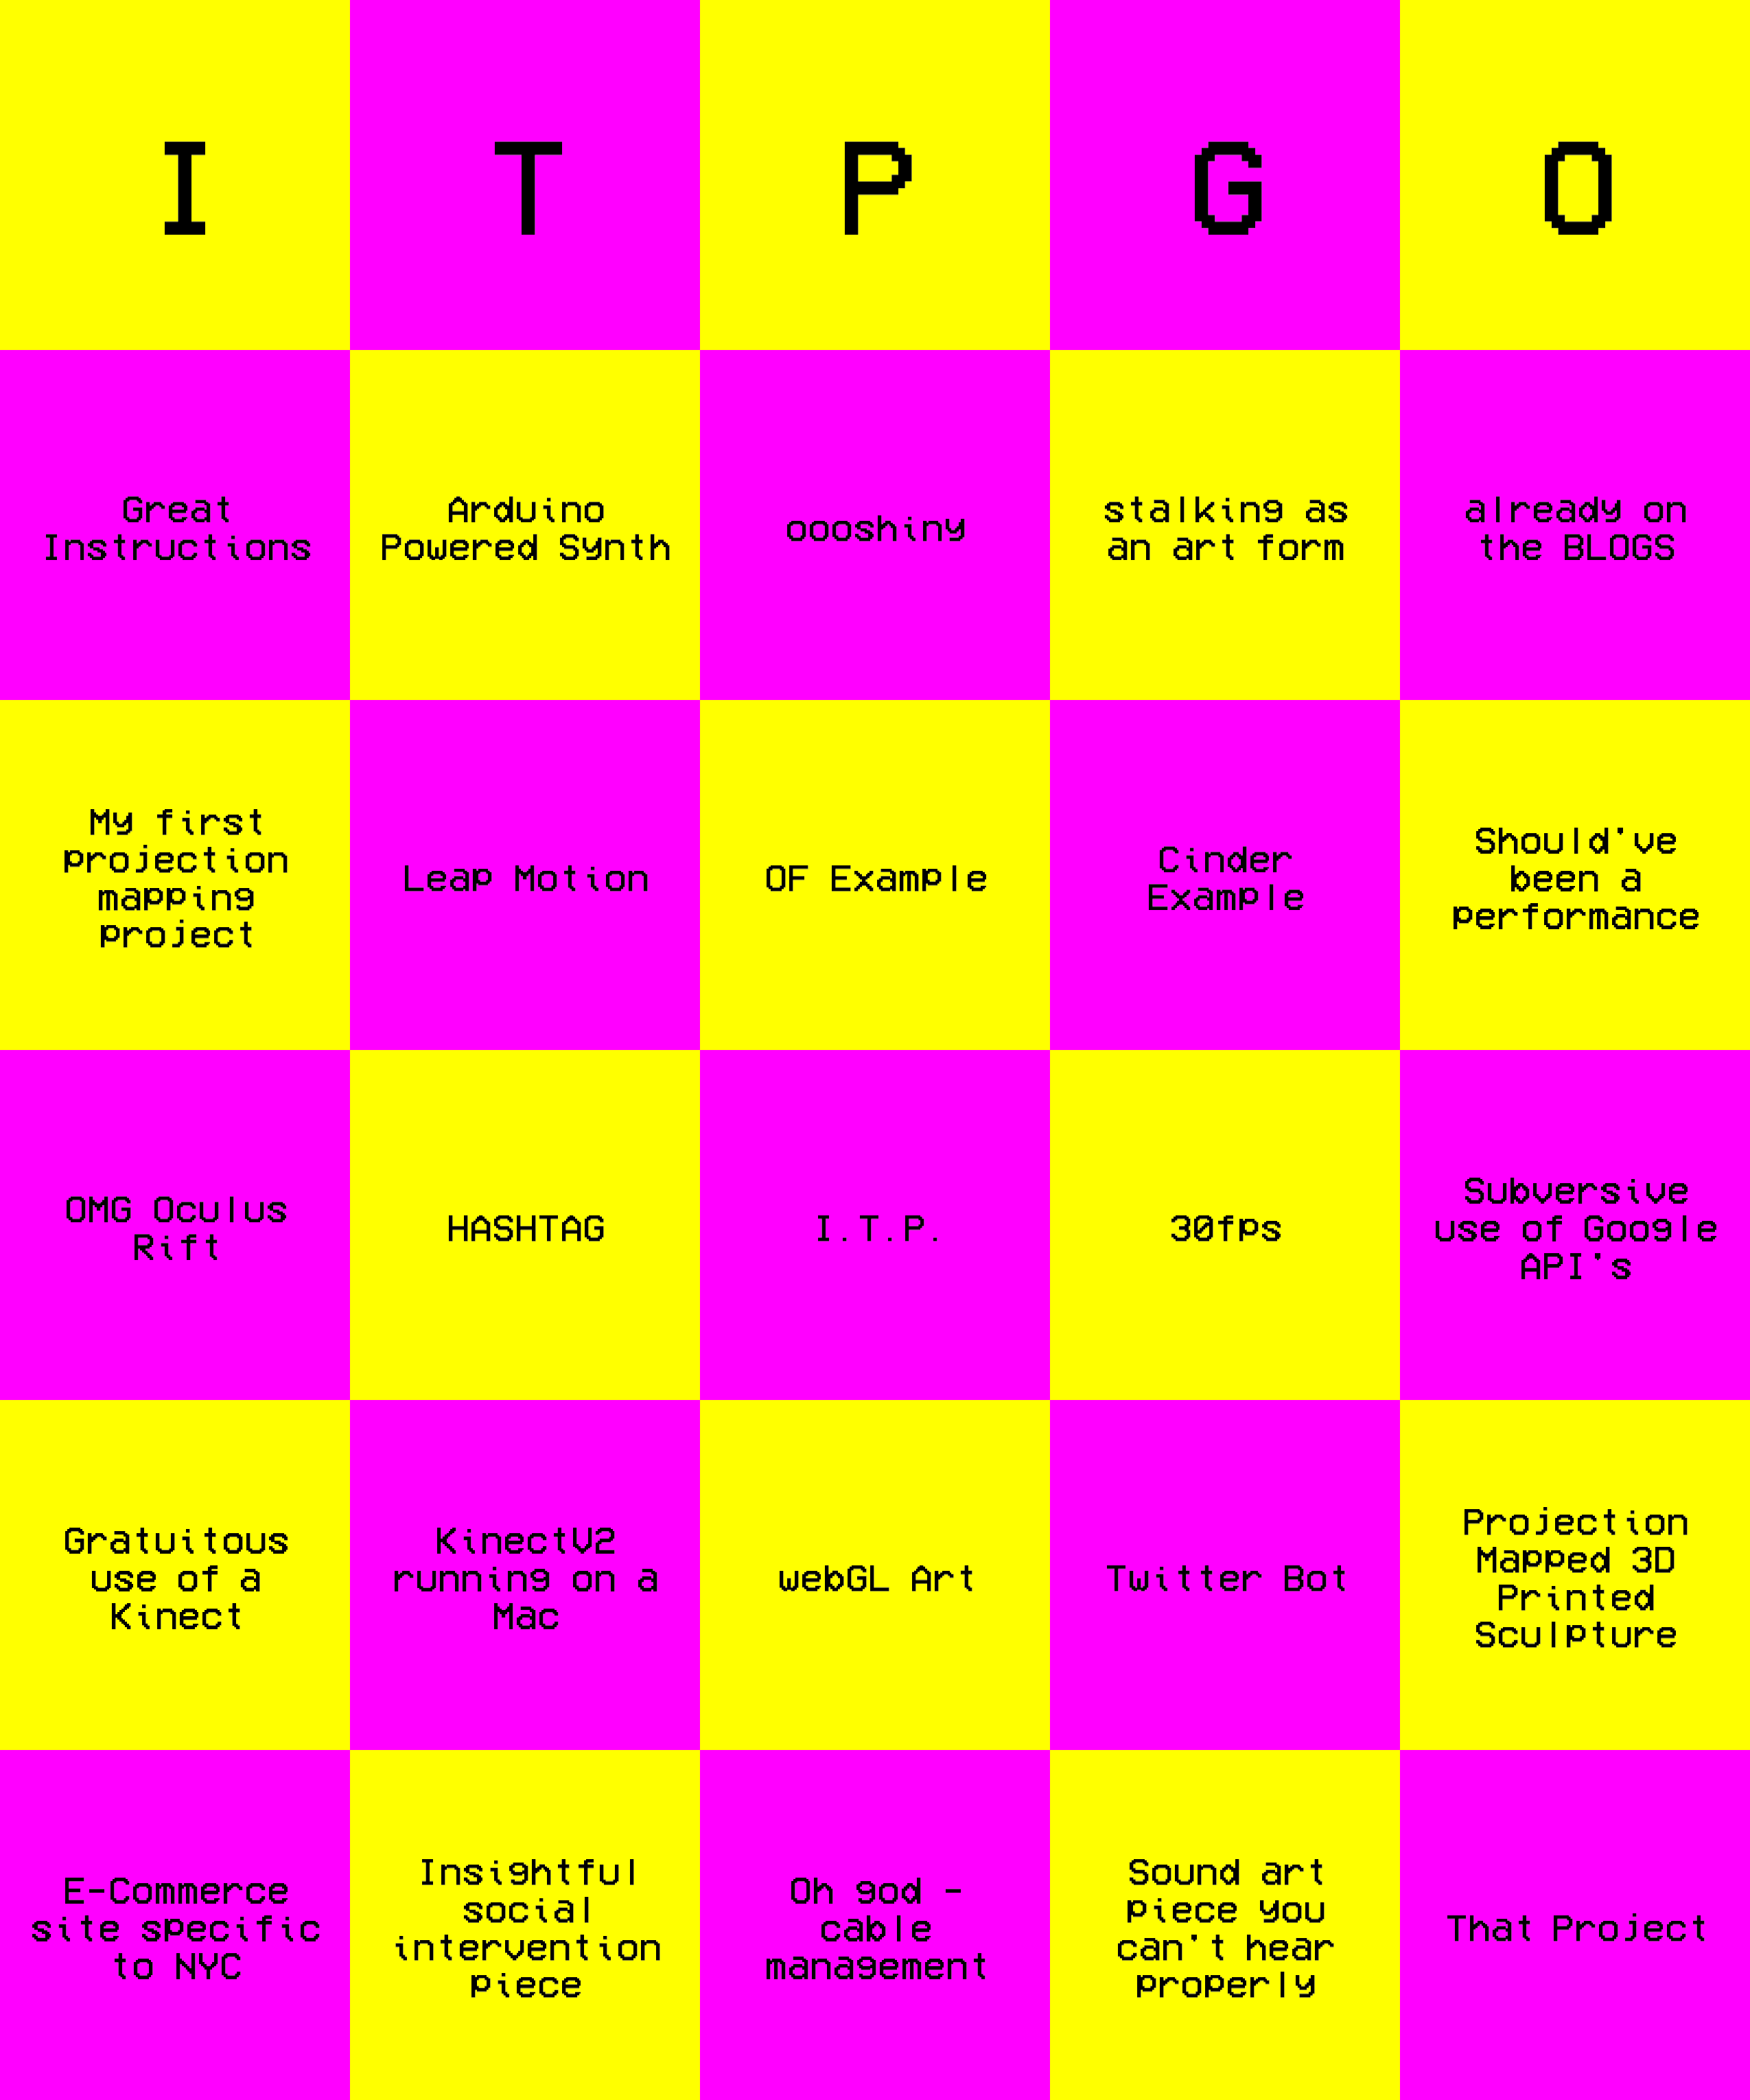 I T P G O
Great
Instructions
Arduino
Powered Synth
oooshiny
stalking as
an art form
already on
the BLOGS
My first
projection
mapping
project
Leap Motion
OF Example
Cinder
Example
Should've
been a
performance
OMG Oculus
Rift
HASHTAG
I.T.P.
30fps
Subversive
use of Google
API's
Gratuitous
use of a
Kinect
KinectV2
running on a
Mac
webGL Art
Twitter Bot
Projection
Mapped 3D
Printed
Sculpture
E-Commerce
site specific
to NYC
Insightful
social
intervention
piece
Oh god -
cable
management
Sound art
piece you
can't hear
properly
That Project